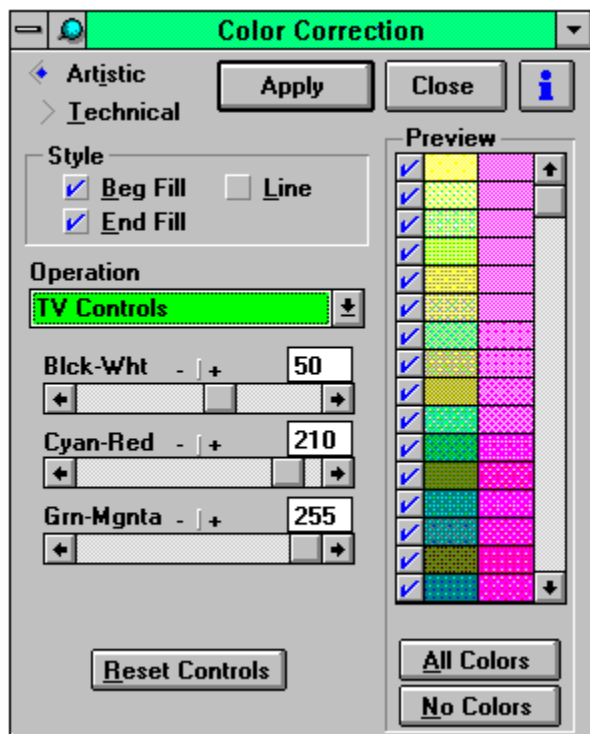 Color Correction
Artistic
Technical
Apply
Close
i
Style
Beg Fill
Line
End Fill
Operation
TV Controls
Blck-Wht - +
50
Cyan-Red - +
210
Grn-Mgnta - +
255
Reset Controls
Preview
All Colors
No Colors